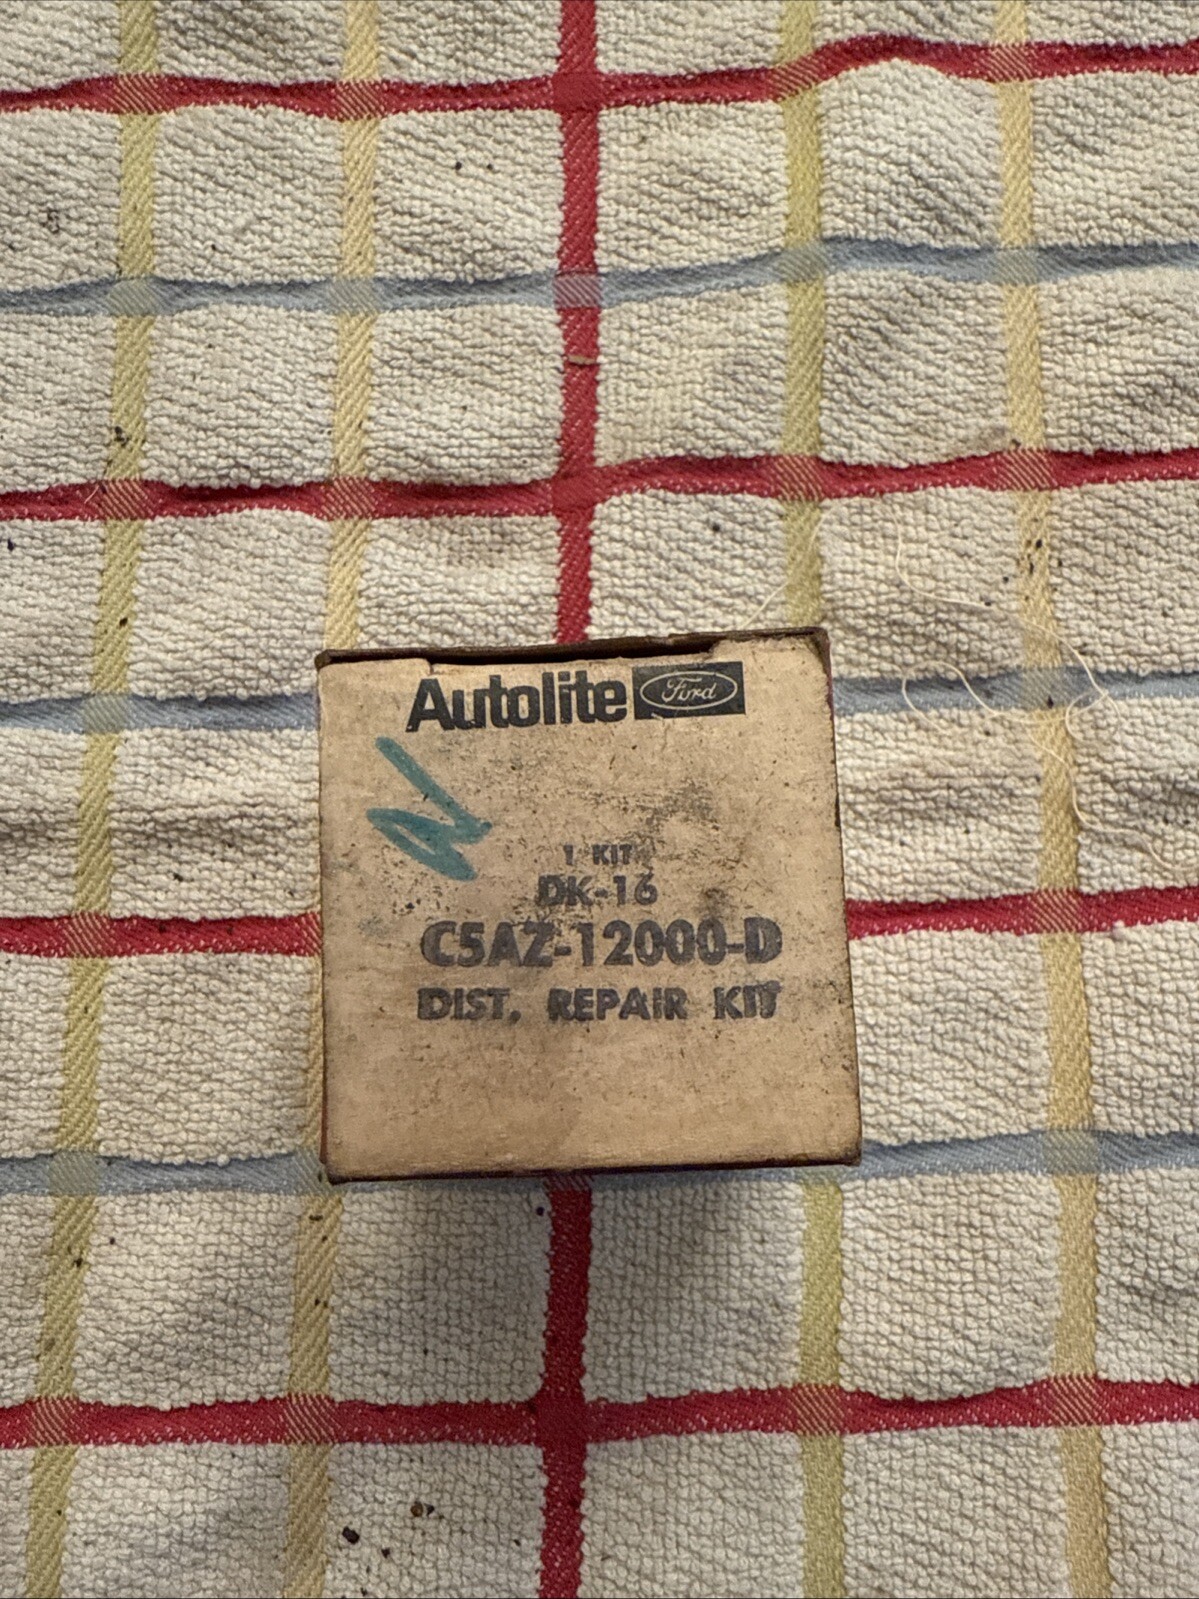 Autolite Ford
1 KIT
DK-16
C5AZ-12000-D
DIST. REPAIR KIT